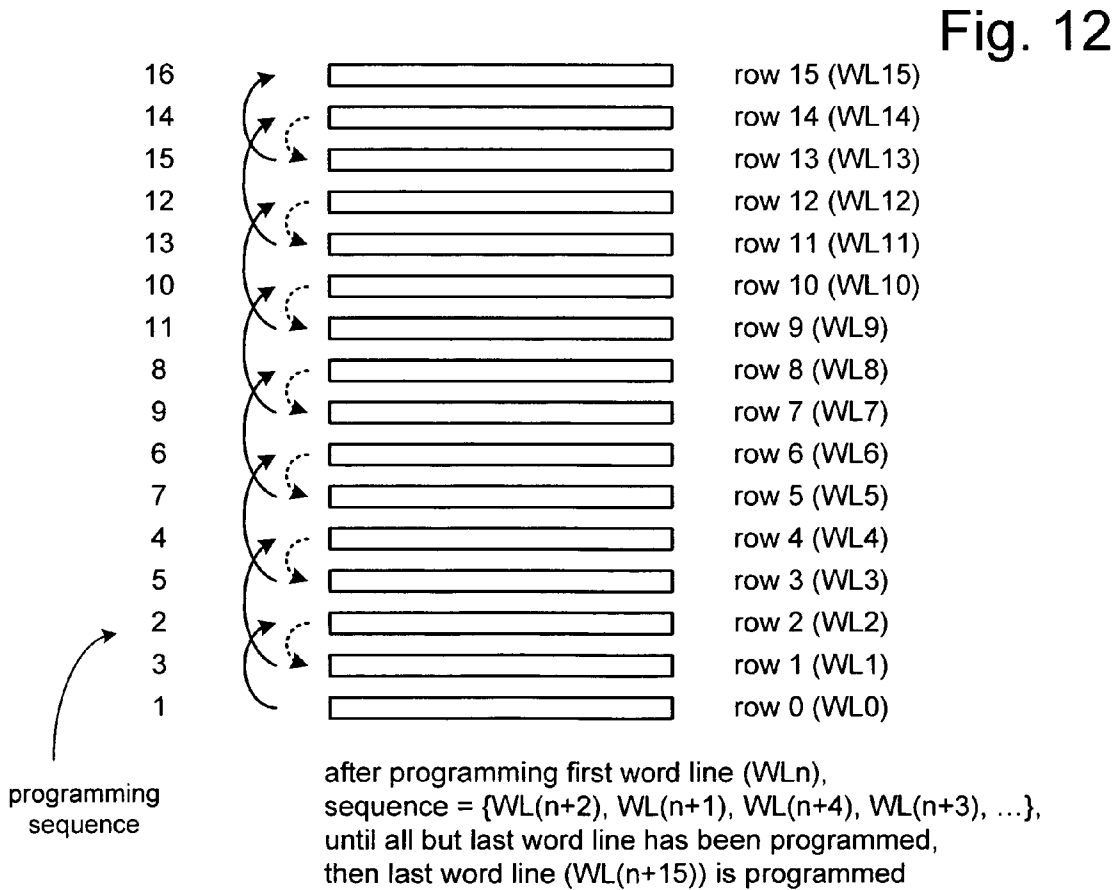 Fig. 12
16 row 15 (WL15)
14 row 14 (WL14)
15 row 13 (WL13)
12 row 12 (WL12)
13 row 11 (WL11)
10 row 10 (WL10)
11 row 9 (WL9)
8 row 8 (WL8)
9 row 7 (WL7)
6 row 6 (WL6)
7 row 5 (WL5)
4 row 4 (WL4)
5 row 3 (WL3)
2 row 2 (WL2)
3 row 1 (WL1)
1 row 0 (WL0)
programming
sequence
after programming first word line (WLn),
sequence = {WL(n+2), WL(n+1), WL(n+4), WL(n+3), ...},
until all but last word line has been programmed,
then last word line (WL(n+15)) is programmed